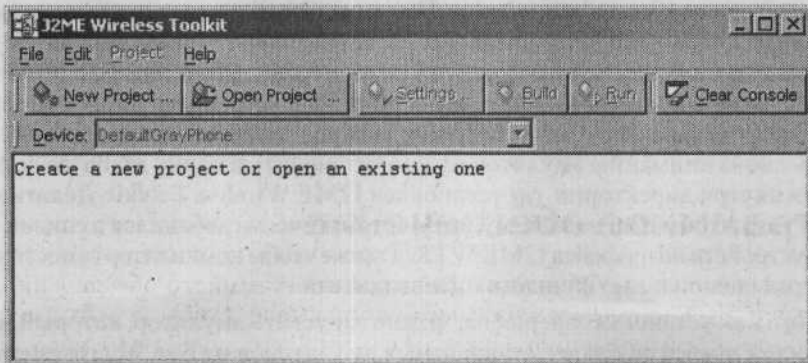 J2ME Wireless Toolkit
File Edit Project Help
New Project ... Open Project ... Settings ... Build Run Clear Console
Device: DefaultGrayPhone
Create a new project or open an existing one